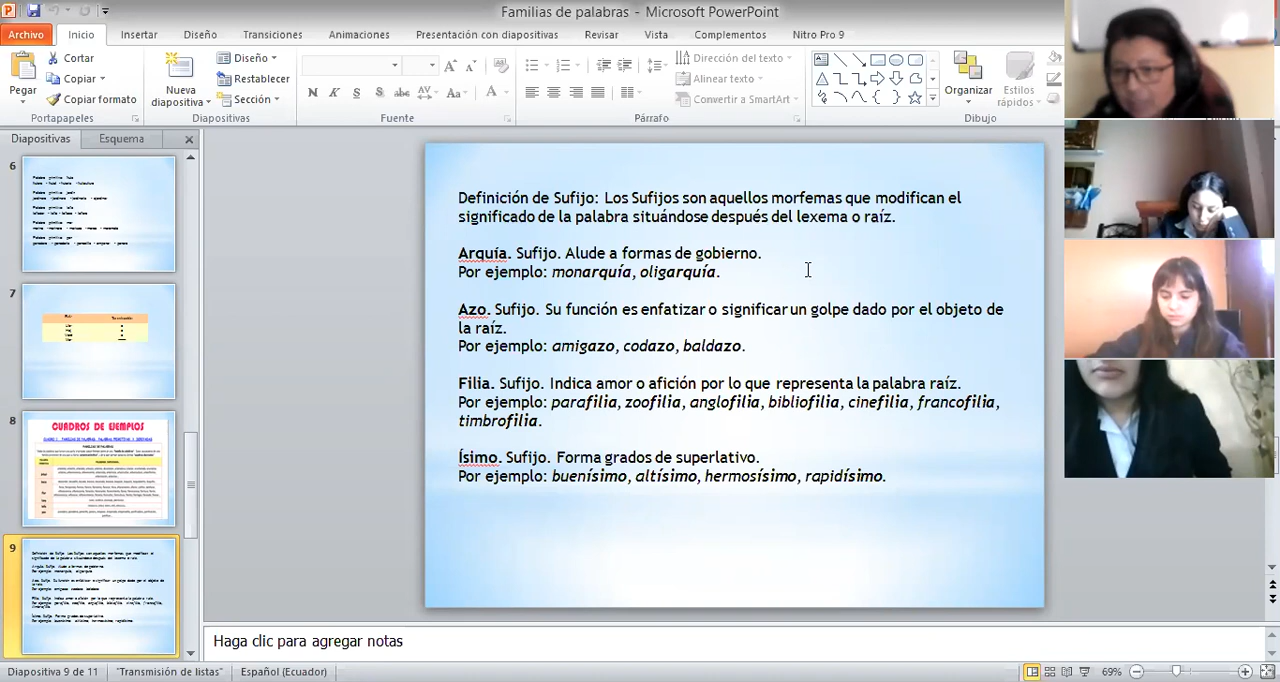 Familias de palabras - Microsoft PowerPoint
Archivo Inicio Insertar Diseño Transiciones Animaciones Presentación con diapositivas Revisar Vista Complementos Nitro Pro 9
Pegar
Cortar
Copiar
Copiar formato
Portapapeles
Nueva
diapositiva
Diseño
Restablecer
Sección
Diapositivas
N K S S abc AV Aa A
Fuente
Dirección del texto
Alinear texto
Convertir a SmartArt
Párrafo
Organizar
Estilos
rápidos
Dibujo
Diapositivas Esquema
6
7
8
CUADROS DE EJEMPLOS
9
Definición de Sufijo: Los Sufijos son aquellos morfemas que modifican el
significado de la palabra situándose después del lexema o raíz.
Arquía. Sufijo. Alude a formas de gobierno.
Por ejemplo: monarquía, oligarquía.
Azo. Sufijo. Su función es enfatizar o significar un golpe dado por el objeto de
la raíz.
Por ejemplo: amigazo, codazo, baldazo.
Filia. Sufijo. Indica amor o afición por lo que representa la palabra raíz.
Por ejemplo: parafilia, zoofilia, anglofilia, bibliofilia, cinefilia, francofilia,
timbrofilia.
Ísimo. Sufijo. Forma grados de superlativo.
Por ejemplo: buenísimo, altísimo, hermosísimo, rapidísimo.
Haga clic para agregar notas
Diapositiva 9 de 11 "Transmisión de listas" Español (Ecuador) 69%